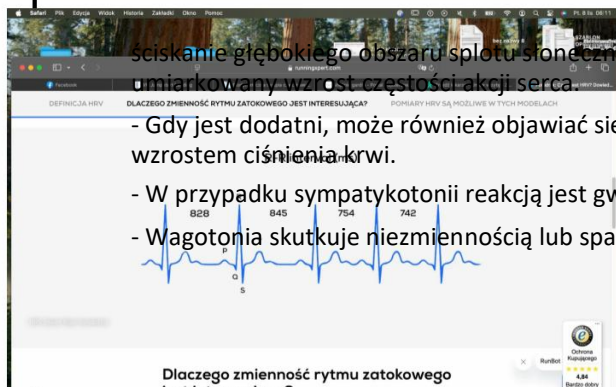 Safari Plik Edycja Widok Historia Zakładki Okno Pomoc
runningexpert.com
Facebook
DEFINICJA HRV DLACZEGO ZMIENNOŚĆ RYTMU ZATOKOWEGO JEST INTERESUJĄCA? POMIARY HRV SĄ MOŻLIWE W TYCH MODELACH
ściskanie głębokiego obszaru splotu słoneczn
umiarkowany wzrost częstości akcji serca.
- Gdy jest dodatni, może również objawiać się
wzrostem ciśnienia krwi.
R-R interval (ms)
- W przypadku sympatykotonii reakcją jest gw
828 845 754 742
- Wagotonia skutkuje niezmiennością lub spa
P
Q
S
Ochrona
Kupującego
4,84
Bardzo dobry
RunBot
Dlaczego zmienność rytmu zatokowego